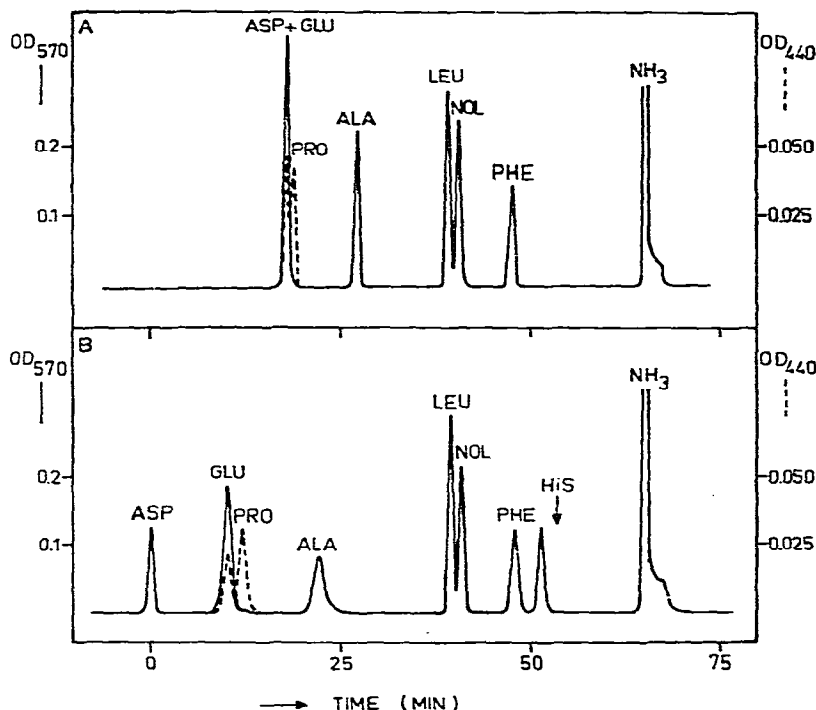 A
ASP+GLU
OD570
OD440
LEU
NH3
NOL
ALA
0.2
0.050
PRO
PHE
0.1
0.025
B
OD570
OD440
NH3
LEU
NOL
GLU
HiS
0.2
0.050
ASP
PRO
PHE
0.1
0.025
ALA
0
25
50
75
→ TIME (MIN)